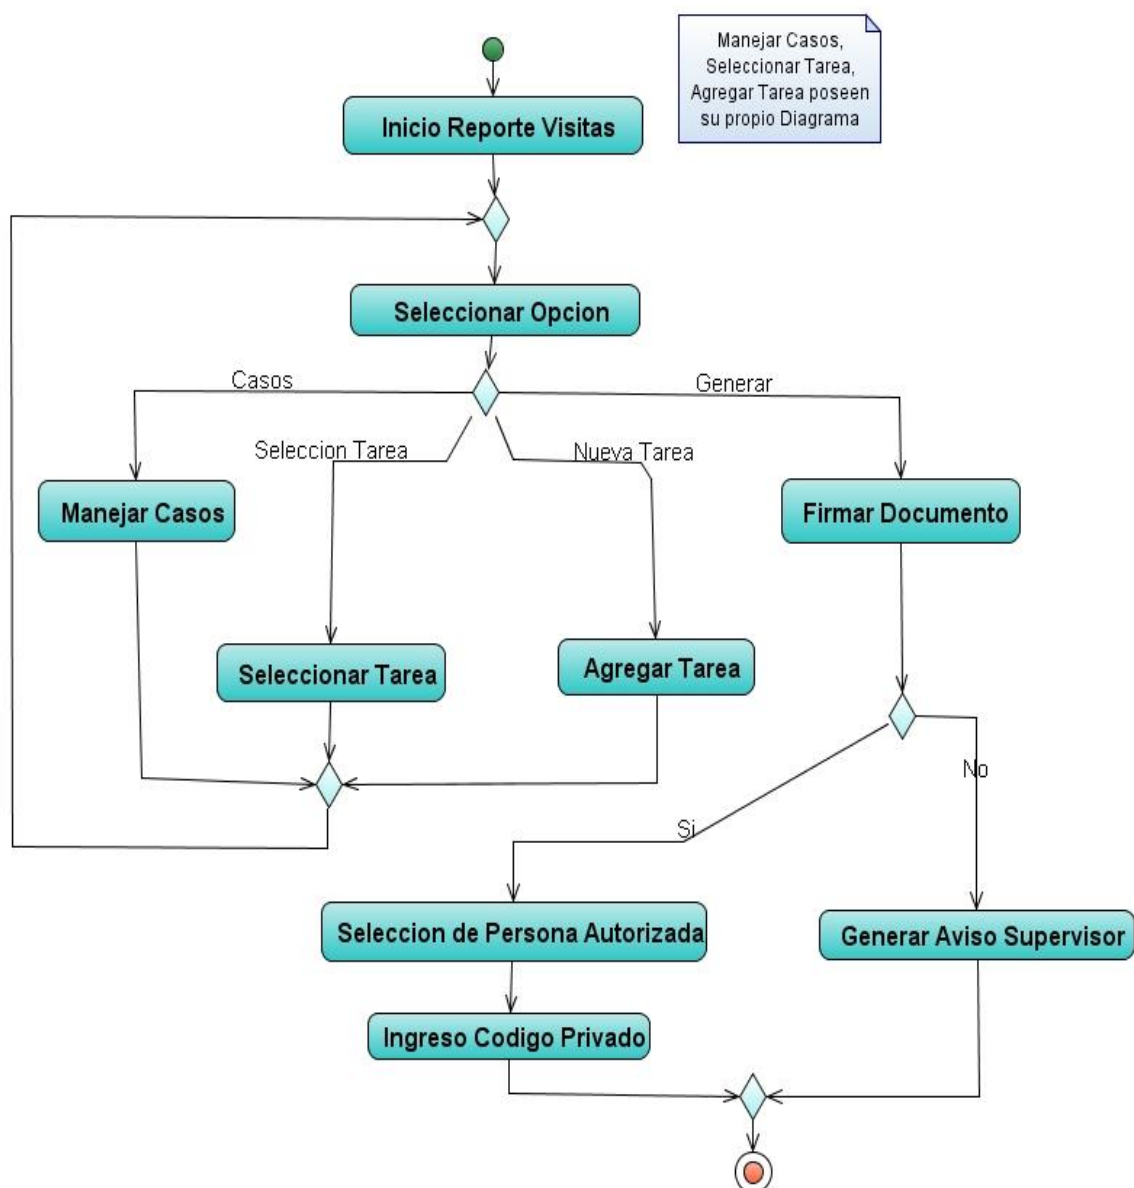 Manejar Casos,
Seleccionar Tarea,
Agregar Tarea poseen
su propio Diagrama
Inicio Reporte Visitas
Seleccionar Opcion
Casos
Generar
Seleccion Tarea
Nueva Tarea
Manejar Casos
Firmar Documento
Seleccionar Tarea
Agregar Tarea
No
Si
Seleccion de Persona Autorizada
Generar Aviso Supervisor
Ingreso Codigo Privado